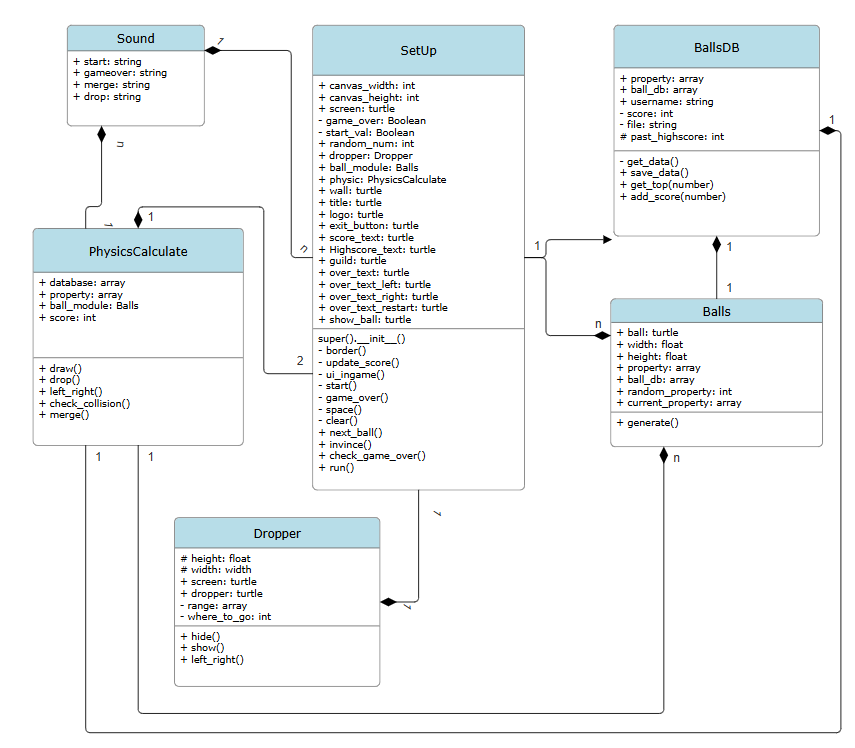 Sound
+ start: string
+ gameover: string
+ merge: string
+ drop: string
1
n
1
n
SetUp
+ canvas_width: int
+ canvas_height: int
+ screen: turtle
- game_over: Boolean
- start_val: Boolean
+ random_num: int
+ dropper: Dropper
+ ball_module: Balls
+ physic: PhysicsCalculate
+ wall: turtle
+ title: turtle
+ logo: turtle
+ exit_button: turtle
+ score_text: turtle
+ Highscore_text: turtle
+ guild: turtle
+ over_text: turtle
+ over_text_left: turtle
+ over_text_right: turtle
+ over_text_restart: turtle
+ show_ball: turtle
super().__init__()
- border()
- update_score()
- ui_ingame()
- start()
- game_over()
- space()
- clear()
+ next_ball()
+ invince()
+ check_game_over()
+ run()
BallsDB
+ property: array
+ ball_db: array
+ username: string
- score: int
- file: string
# past_highscore: int
- get_data()
+ save_data()
+ get_top(number)
+ add_score(number)
1
1
1
1
n
PhysicsCalculate
+ database: array
+ property: array
+ ball_module: Balls
+ score: int
+ draw()
+ drop()
+ left_right()
+ check_collision()
+ merge()
1
2
1
1
Balls
+ ball: turtle
+ width: float
+ height: float
+ property: array
+ ball_db: array
+ random_property: int
+ current_property: array
+ generate()
n
Dropper
# height: float
# width: width
+ screen: turtle
+ dropper: turtle
- range: array
- where_to_go: int
+ hide()
+ show()
+ left_right()
1
1